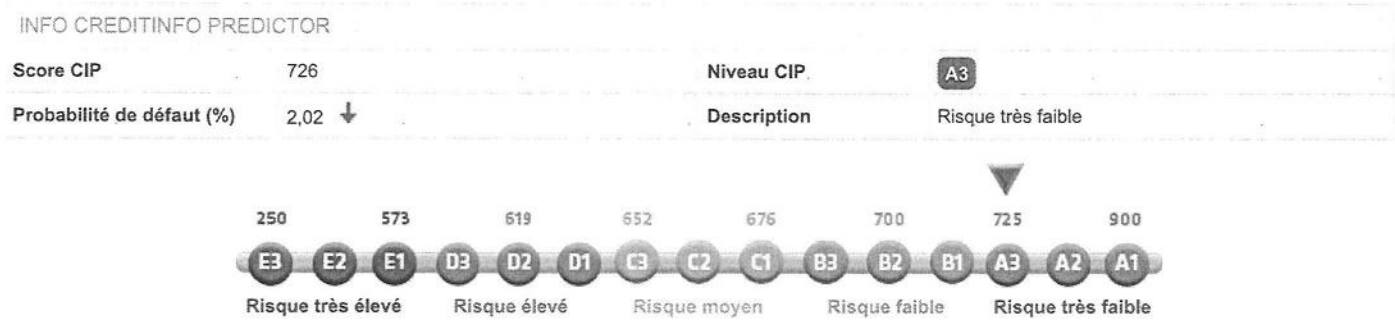 INFO CREDITINFO PREDICTOR
Score CIP 726 Niveau CIP A3
Probabilité de défaut (%) 2,02 Description Risque très faible
250 573 619 652 676 700 725 900
E3 E2 E1 D3 D2 D1 C3 C2 C1 B3 B2 B1 A3 A2 A1
Risque très élevé Risque élevé Risque moyen Risque faible Risque très faible